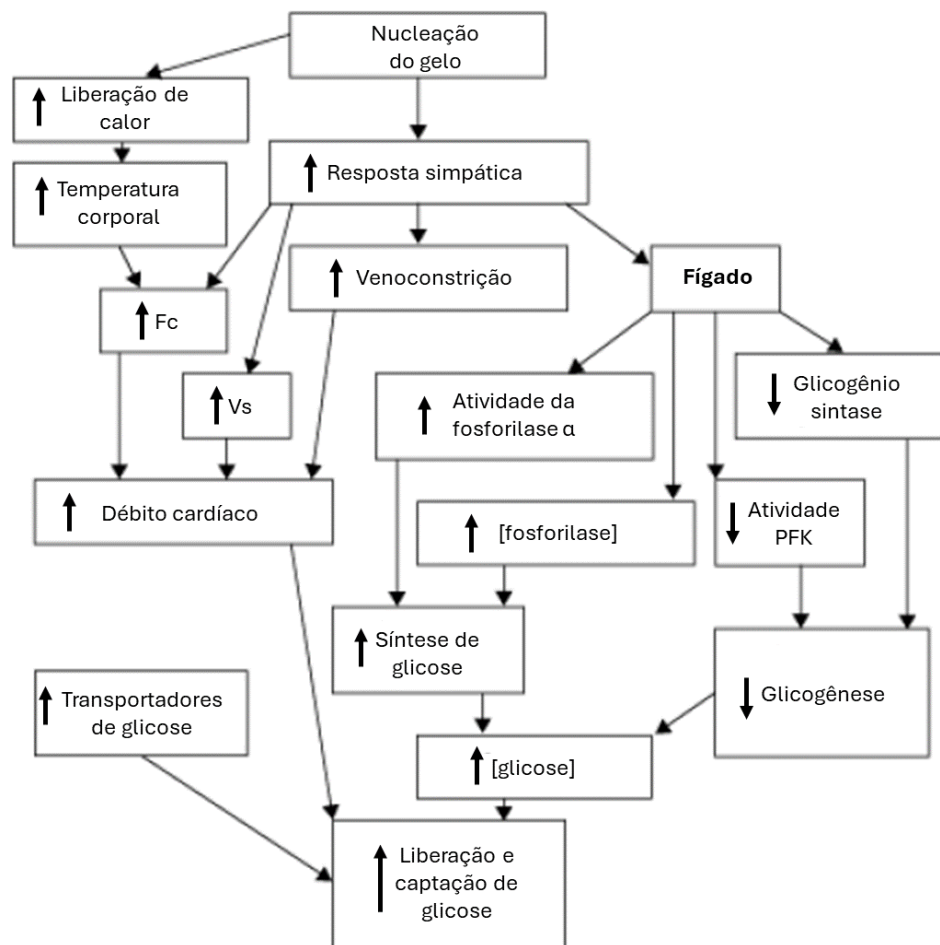 Nucleação
do gelo
Liberação de
calor
Resposta simpática
Temperatura
corporal
Venoconstrição
Fígado
Fc
Vs
Atividade da
fosforilase α
Glicogênio
sintase
Débito cardíaco
[fosforilase]
Atividade
PFK
Síntese de
glicose
Glicogênese
Transportadores
de glicose
[glicose]
Liberação e
captação de
glicose